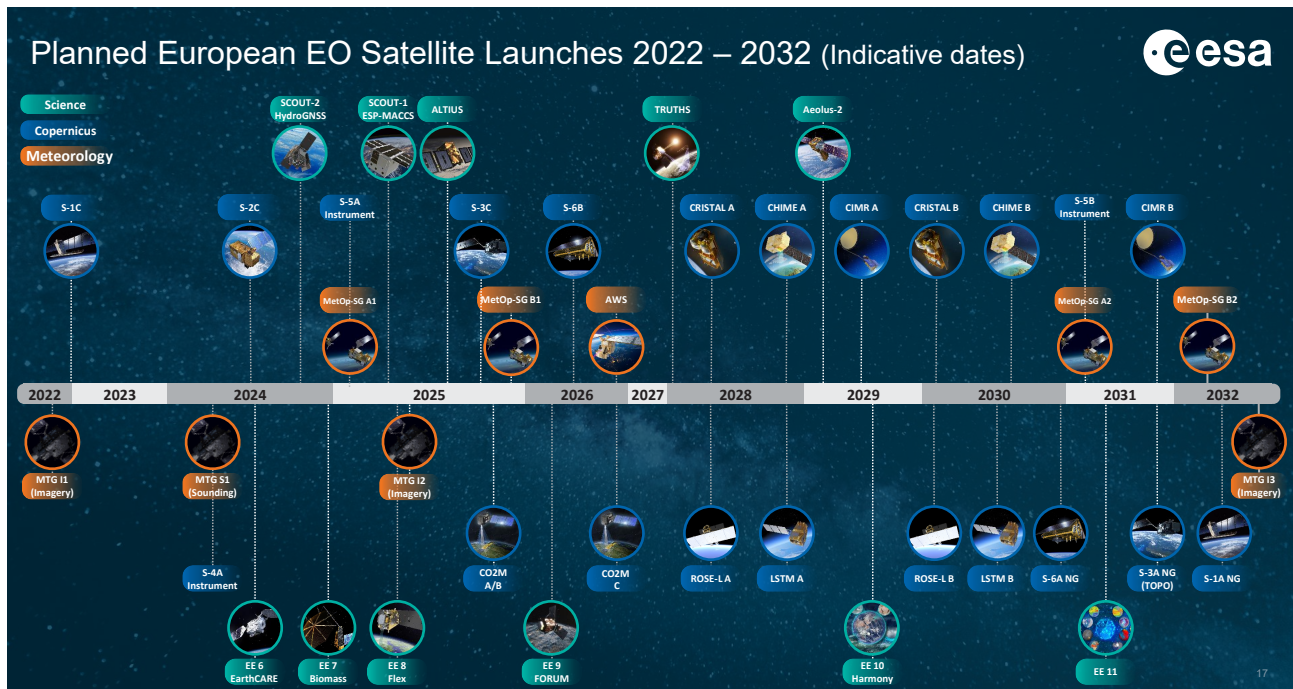 Planned European EO Satellite Launches 2022 – 2032 (Indicative dates)
esa
Science
Copernicus
Meteorology
SCOUT-2
HydroGNSS
SCOUT-1
ESP-MACCS
ALTIUS
TRUTHS
Aeolus-2
S-1C
S-2C
S-5A
Instrument
S-3C
S-6B
CRISTAL A
CHIME A
CIMR A
CRISTAL B
CHIME B
S-5B
Instrument
CIMR B
MetOp-SG A1
MetOp-SG B1
AWS
MetOp-SG A2
MetOp-SG B2
2022 2023 2024 2025 2026 2027 2028 2029 2030 2031 2032
MTG I1
(Imagery)
MTG S1
(Sounding)
MTG I2
(Imagery)
MTG I3
(Imagery)
S-4A
Instrument
CO2M
A/B
CO2M
C
ROSE-L A
LSTM A
ROSE-L B
LSTM B
S-6A NG
S-3A NG
(TOPO)
S-1A NG
EE 6
EarthCARE
EE 7
Biomass
EE 8
Flex
EE 9
FORUM
EE 10
Harmony
EE 11
17